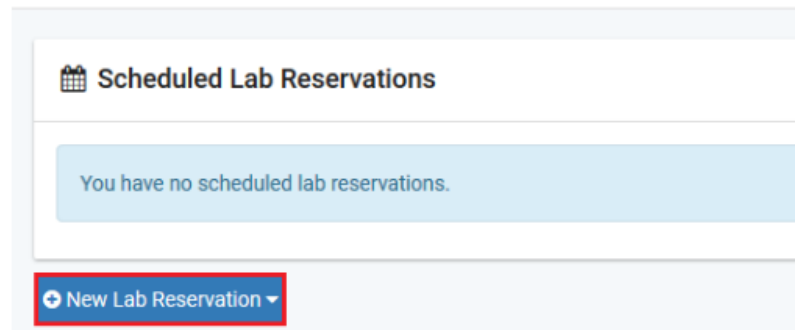 Scheduled Lab Reservations
You have no scheduled lab reservations.
New Lab Reservation